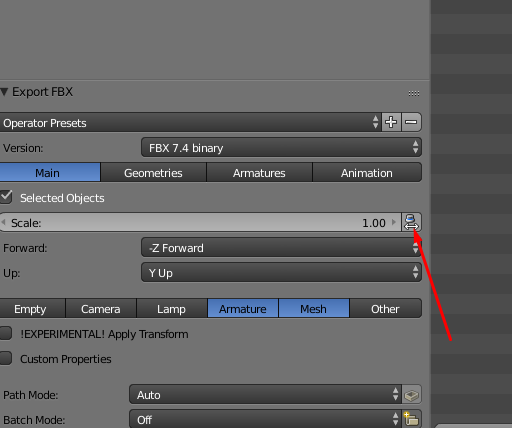 Export FBX
Operator Presets
Version: FBX 7.4 binary
Main Geometries Armatures Animation
Selected Objects
Scale: 1.00
Forward: -Z Forward
Up: Y Up
Empty Camera Lamp Armature Mesh Other
!EXPERIMENTAL! Apply Transform
Custom Properties
Path Mode: Auto
Batch Mode: Off